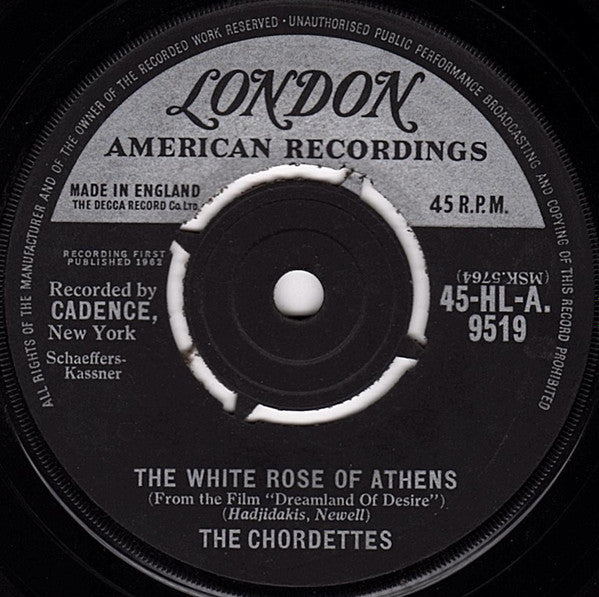 ALL RIGHTS OF THE MANUFACTURER AND OF THE OWNER OF THE RECORDED WORK RESERVED · UNAUTHORISED PUBLIC PERFORMANCE BROADCASTING AND COPYING OF THIS RECORD PROHIBITED
LONDON
AMERICAN RECORDINGS
MADE IN ENGLAND
THE DECCA RECORD Co. Ltd.
45 R.P.M.
RECORDING FIRST
PUBLISHED 1962
Recorded by
CADENCE,
New York
Schaeffers-
Kassner
(MSK.5764)
45-HL-A.
9519
THE WHITE ROSE OF ATHENS
(From the Film "Dreamland Of Desire")
(Hadjidakis, Newell)
THE CHORDETTES